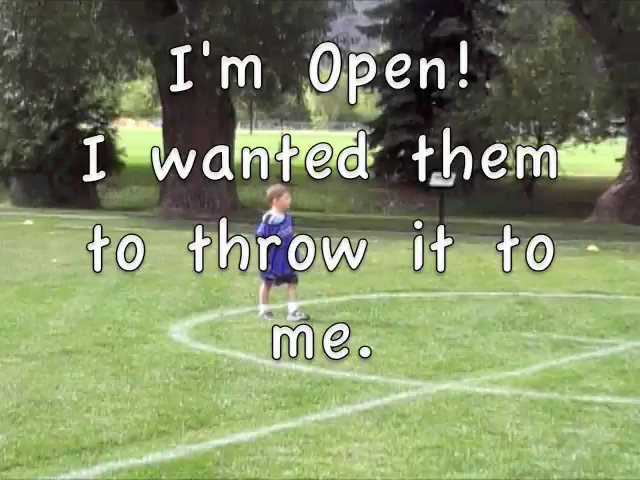 I'm Open!
I wanted them
to throw it to
me.